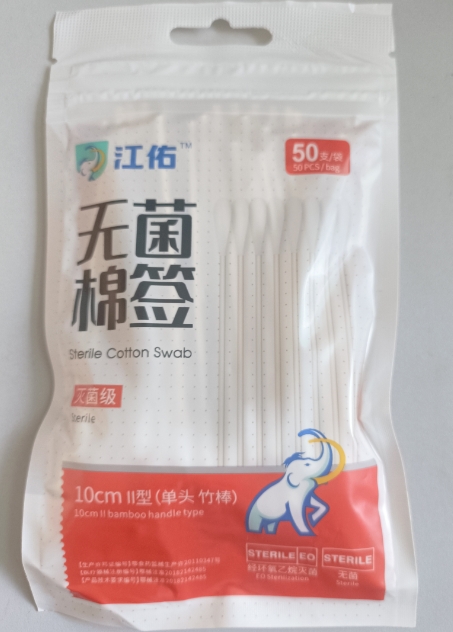 江佑™
50支/袋
50 PCS / bag
无菌
棉签
Sterile Cotton Swab
灭菌级
Sterile
10cm II型(单头 竹棒)
10cm II bamboo handle type
STERILE EO
经环氧乙烷灭菌
EO Sterilization
STERILE
无菌
Sterile